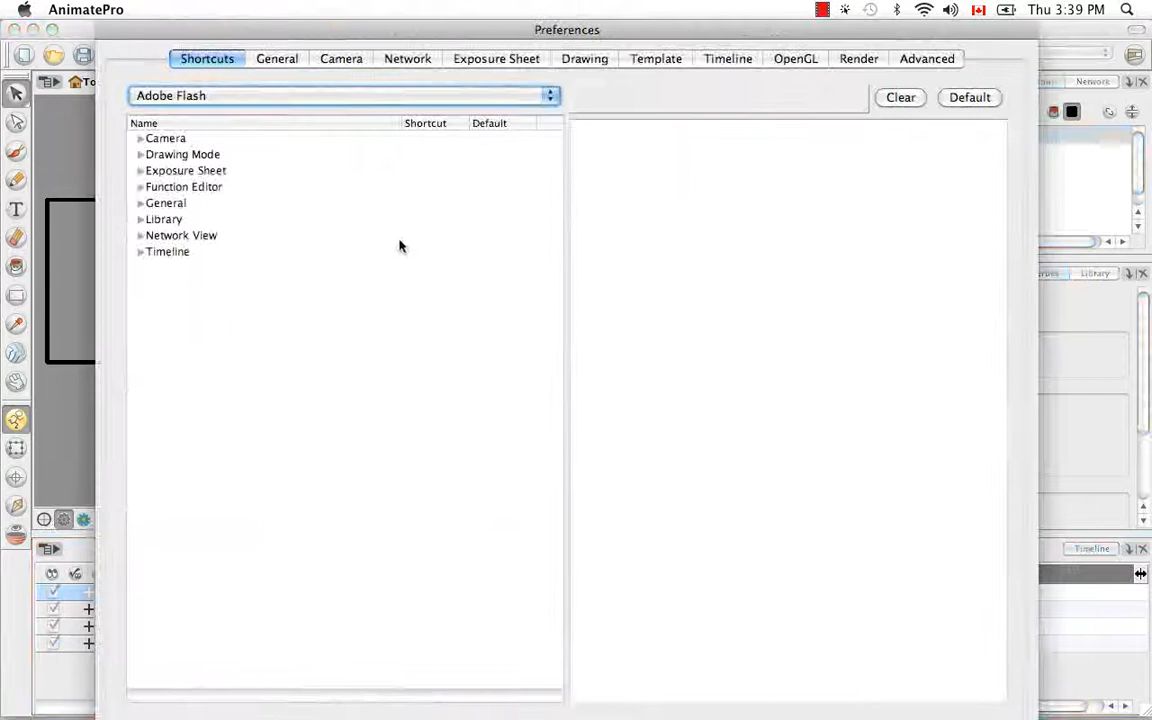 AnimatePro
Thu 3:39 PM
Preferences
Shortcuts General Camera Network Exposure Sheet Drawing Template Timeline OpenGL Render Advanced
To
Network
Adobe Flash
Clear Default
Name Shortcut Default
Camera
Drawing Mode
Exposure Sheet
Function Editor
General
Library
Network View
Timeline
Library
Timeline